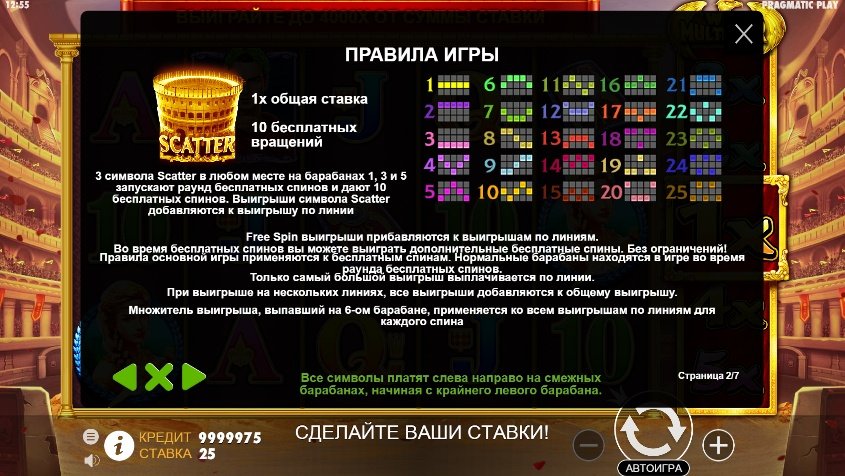 12:55
ВЫИГРАЙТЕ ДО 4000X ОТ СУММЫ СТАВКИ
PRAGMATIC PLAY
ПРАВИЛА ИГРЫ
SCATTER
1x общая ставка
10 бесплатных
вращений
3 символа Scatter в любом месте на барабанах 1, 3 и 5
запускают раунд бесплатных спинов и дают 10
бесплатных спинов. Выигрыши символа Scatter
добавляются к выигрышу по линии
1 6 11 16 21
2 7 12 17 22
3 8 13 18 23
4 9 14 19 24
5 10 15 20 25
Free Spin выигрыши прибавляются к выигрышам по линиям.
Во время бесплатных спинов вы можете выиграть дополнительные бесплатные спины. Без ограничений!
Правила основной игры применяются к бесплатным спинам. Нормальные барабаны находятся в игре во время
раунда бесплатных спинов.
Только самый большой выигрыш выплачивается по линии.
При выигрыше на нескольких линиях, все выигрыши добавляются к общему выигрышу.
Множитель выигрыша, выпавший на 6-ом барабане, применяется ко всем выигрышам по линиям для
каждого спина
Все символы платят слева направо на смежных
барабанах, начиная с крайнего левого барабана.
Страница 2/7
КРЕДИТ 9999975
СТАВКА 25
СДЕЛАЙТЕ ВАШИ СТАВКИ!
АВТОИГРА